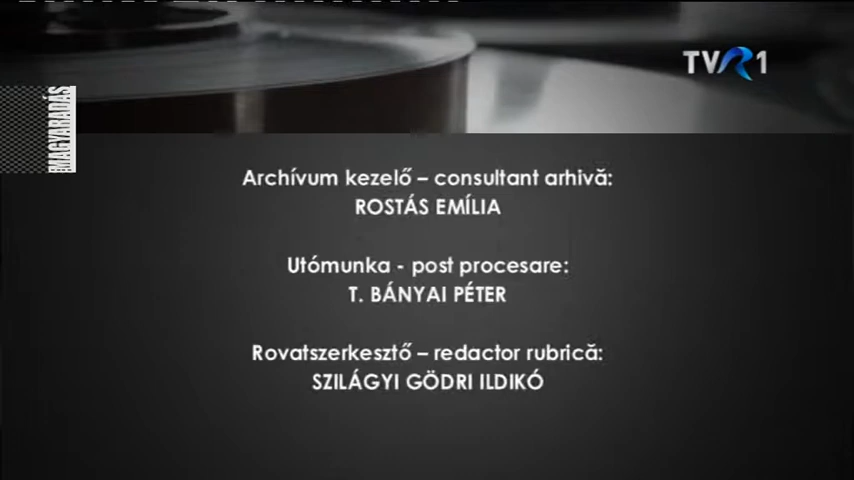 TVR1
MAGYARADÁS
Archívum kezelő – consultant arhivă:
ROSTÁS EMÍLIA
Utómunka - post procesare:
T. BÁNYAI PÉTER
Rovatszerkesztő – redactor rubrică:
SZILÁGYI GÖDRI ILDIKÓ